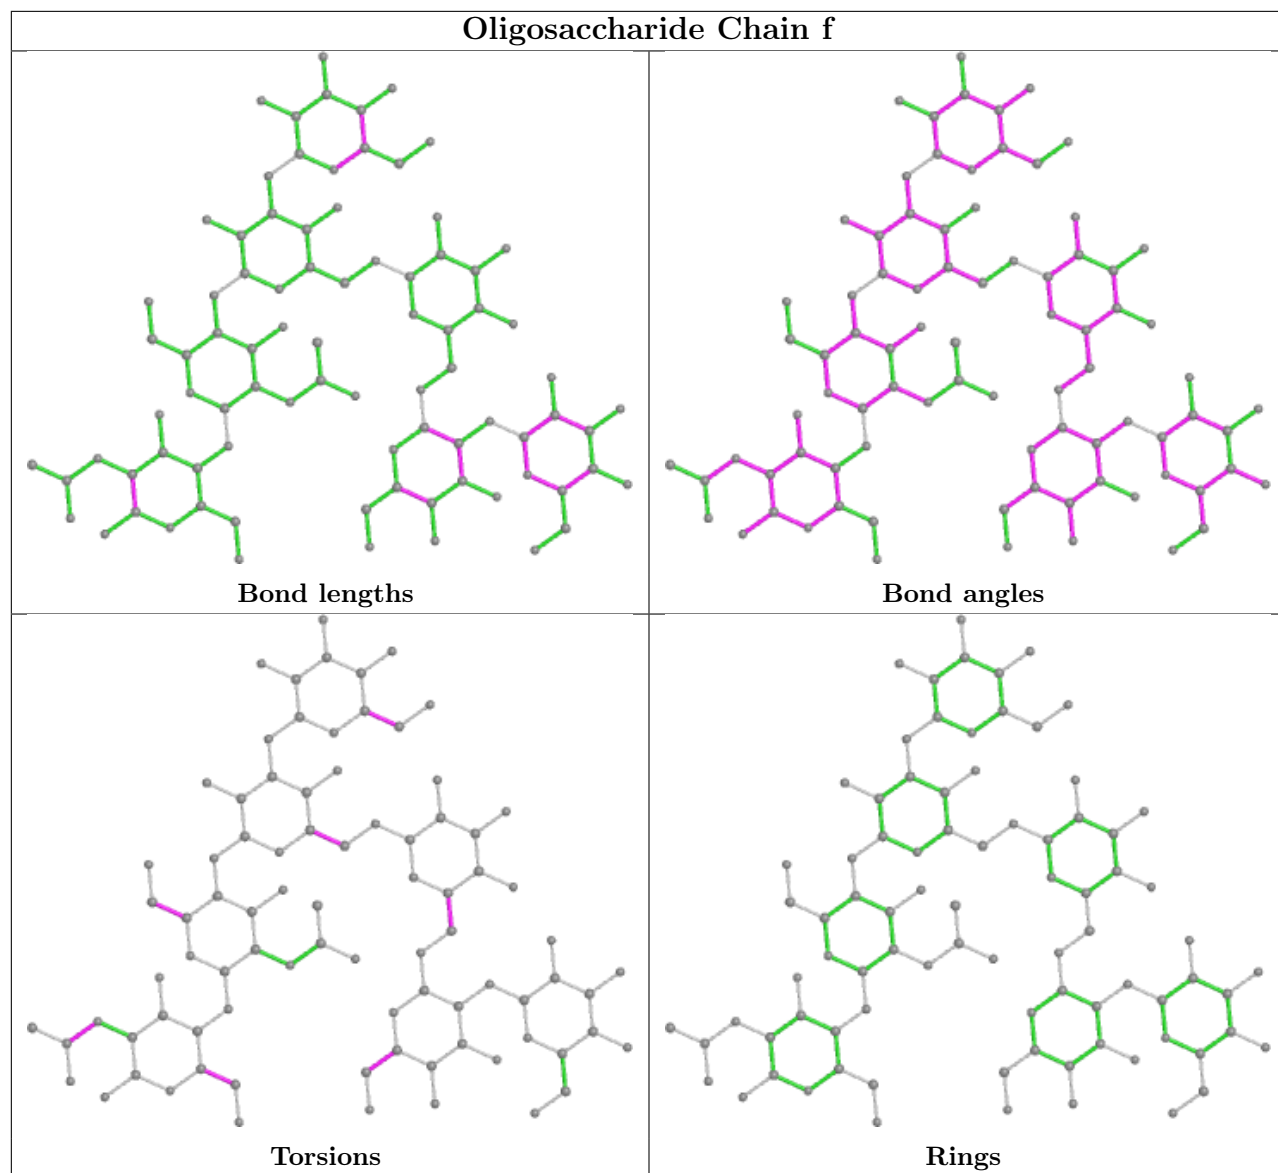 Oligosaccharide Chain f
Bond lengths
Bond angles
Torsions
Rings